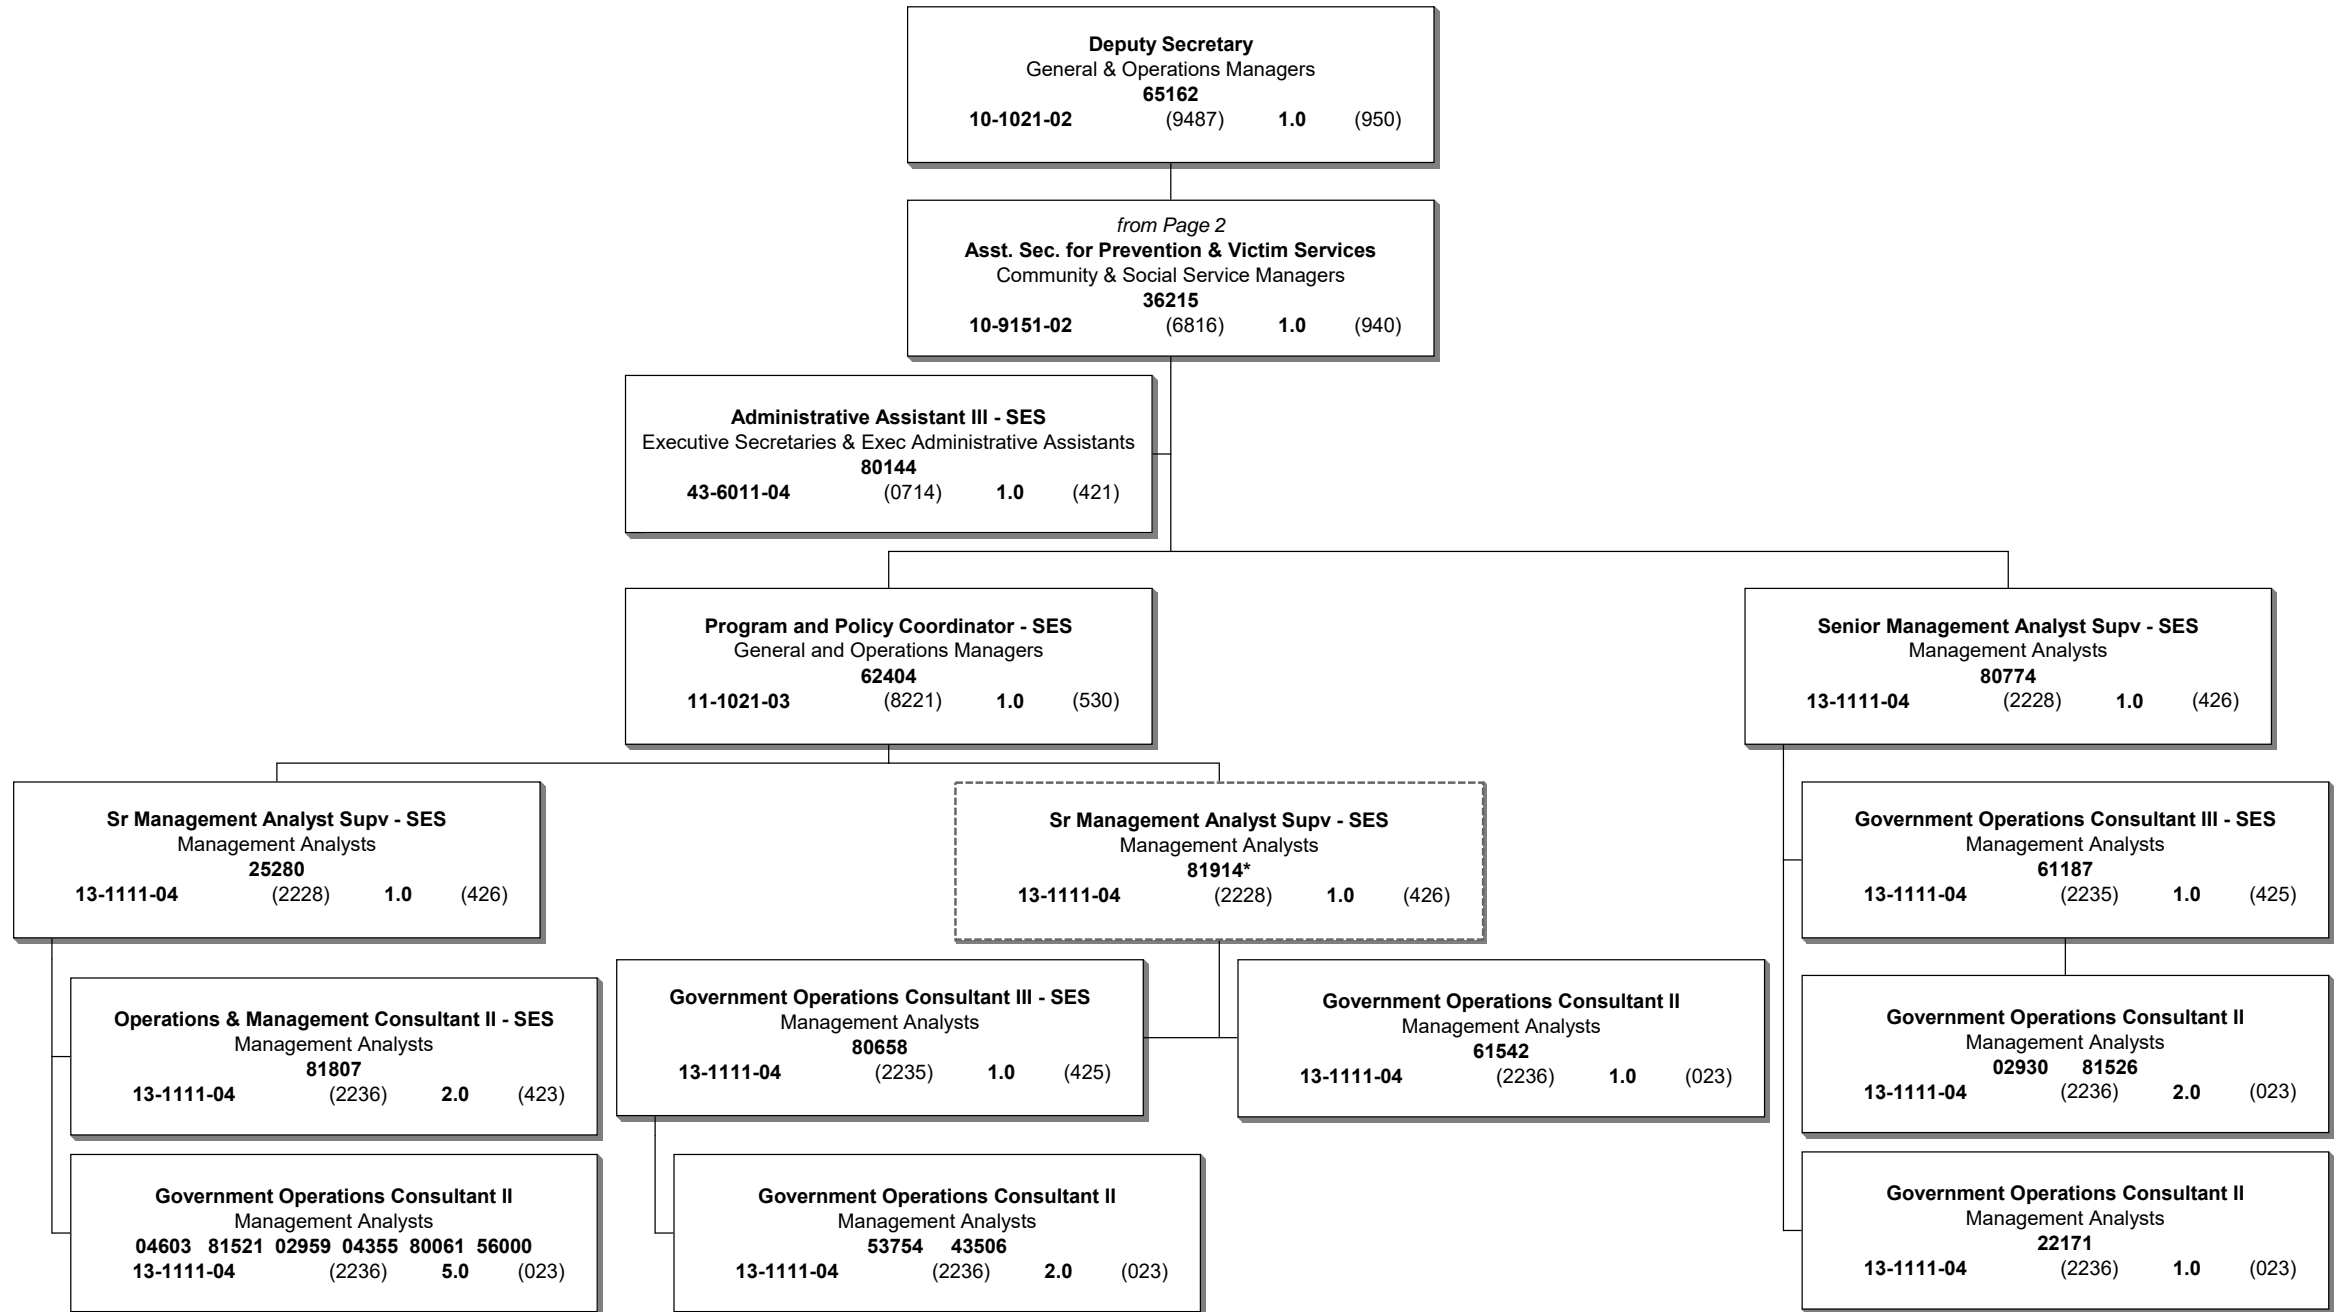 Deputy Secretary
General & Operations Managers
65162
10-1021-02 (9487) 1.0 (950)
from Page 2
Asst. Sec. for Prevention & Victim Services
Community & Social Service Managers
36215
10-9151-02 (6816) 1.0 (940)
Administrative Assistant III - SES
Executive Secretaries & Exec Administrative Assistants
80144
43-6011-04 (0714) 1.0 (421)
Program and Policy Coordinator - SES
General and Operations Managers
62404
11-1021-03 (8221) 1.0 (530)
Senior Management Analyst Supv - SES
Management Analysts
80774
13-1111-04 (2228) 1.0 (426)
Sr Management Analyst Supv - SES
Management Analysts
25280
13-1111-04 (2228) 1.0 (426)
Sr Management Analyst Supv - SES
Management Analysts
81914*
13-1111-04 (2228) 1.0 (426)
Government Operations Consultant III - SES
Management Analysts
61187
13-1111-04 (2235) 1.0 (425)
Operations & Management Consultant II - SES
Management Analysts
81807
13-1111-04 (2236) 2.0 (423)
Government Operations Consultant III - SES
Management Analysts
80658
13-1111-04 (2235) 1.0 (425)
Government Operations Consultant II
Management Analysts
61542
13-1111-04 (2236) 1.0 (023)
Government Operations Consultant II
Management Analysts
02930 81526
13-1111-04 (2236) 2.0 (023)
Government Operations Consultant II
Management Analysts
04603 81521 02959 04355 80061 56000
13-1111-04 (2236) 5.0 (023)
Government Operations Consultant II
Management Analysts
53754 43506
13-1111-04 (2236) 2.0 (023)
Government Operations Consultant II
Management Analysts
22171
13-1111-04 (2236) 1.0 (023)